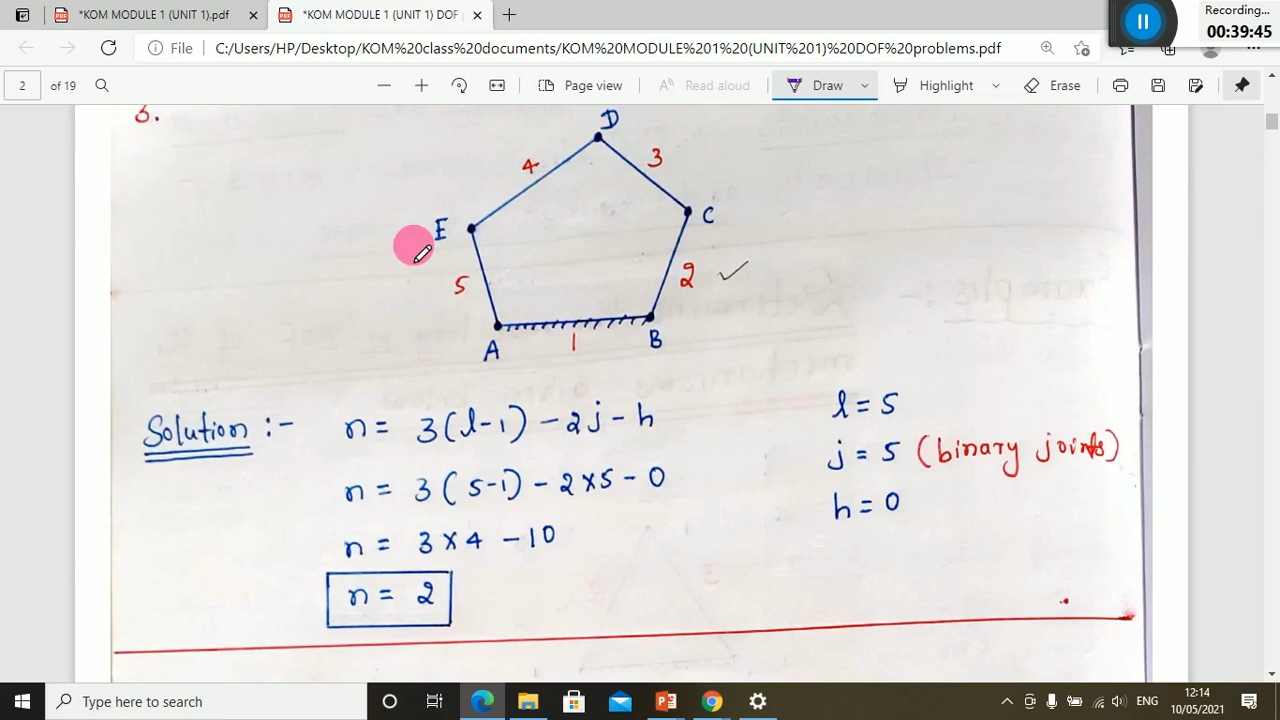 Recording...
00:39:45
*KOM MODULE 1 (UNIT 1).pdf
*KOM MODULE 1 (UNIT 1) DOF
File
C:/Users/HP/Desktop/KOM%20class%20documents/KOM%20MODULE%201%20(UNIT%201)%20DOF%20problems.pdf
2 of 19
Page view
Read aloud
Draw
Highlight
Erase
3.
D
4
3
E
C
5
2
A
1
B
Solution :- n = 3(l-1) - 2j - h
n = 3(5-1) - 2×5 - 0
n = 3×4 - 10
n = 2
l = 5
j = 5 (binary joints)
h = 0
Type here to search
ENG
12:14
10/05/2021